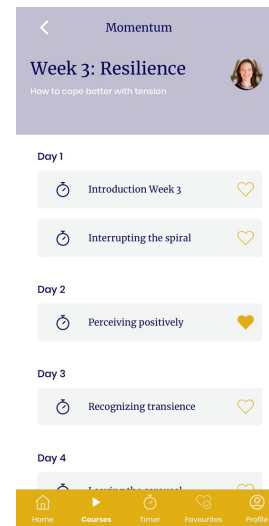 Momentum
Week 3: Resilience
How to cope better with tension
Day 1
Introduction Week 3
Interrupting the spiral
Day 2
Perceiving positively
Day 3
Recognizing transience
Day 4
Home Courses Timer Favourites Profile